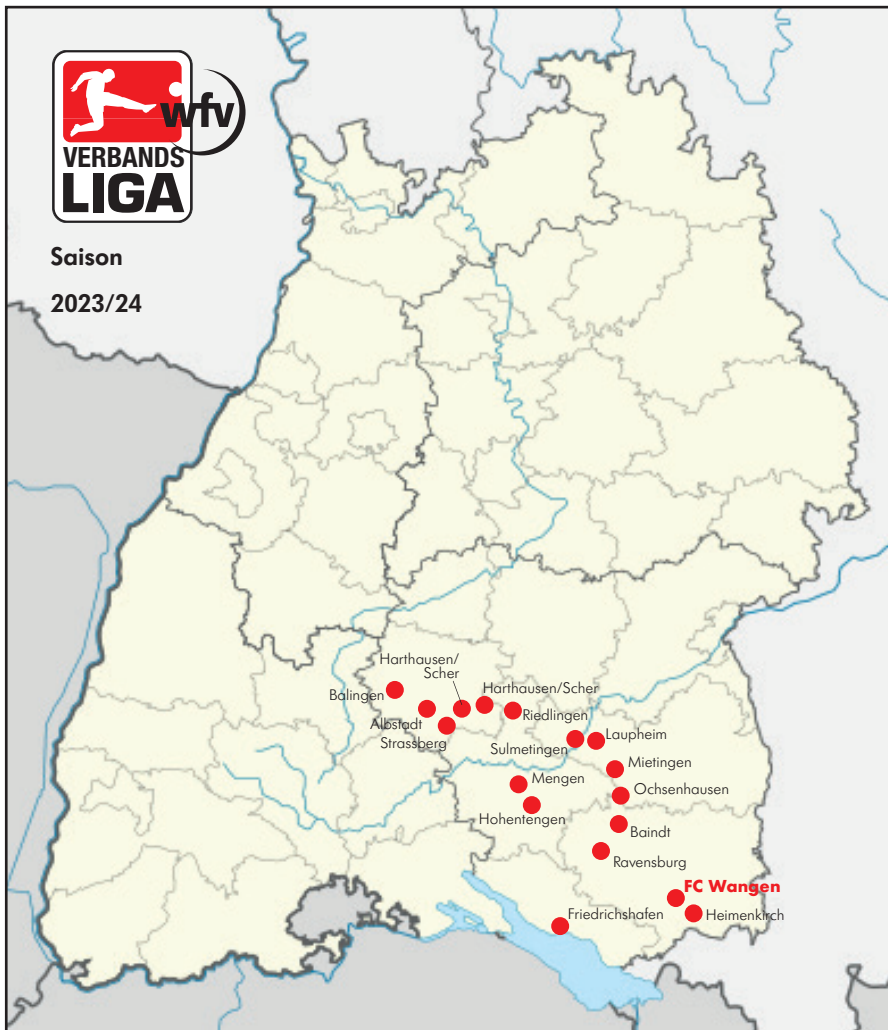 wfv
VERBANDS
LIGA
Saison
2023/24
Harthausen/
Scher
Balingen
Harthausen/Scher
Albstadt
Riedlingen
Strassberg
Sulmetingen
Laupheim
Mietingen
Mengen
Ochsenhausen
Hohentengen
Baindt
Ravensburg
FC Wangen
Friedrichshafen
Heimenkirch